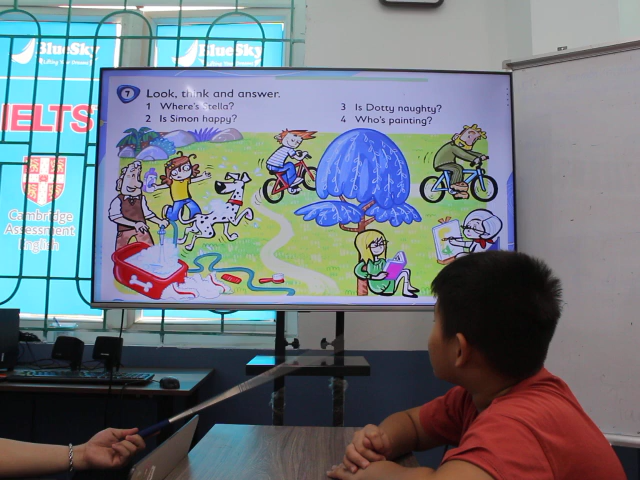 BlueSky
BlueSky
IELTS
Cambridge
Assessment
English
7 Look, think and answer.
1 Where's Stella?
2 Is Simon happy?
3 Is Dotty naughty?
4 Who's painting?